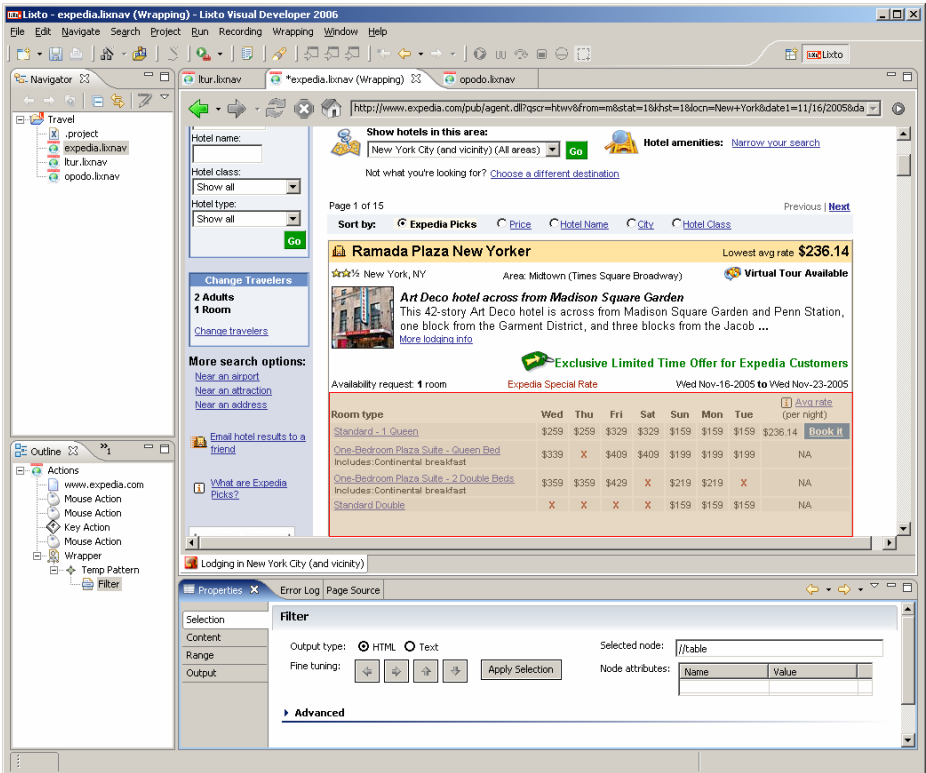 Lixto - expedia.lixnav (Wrapping) - Lixto Visual Developer 2006
File Edit Navigate Search Project Run Recording Wrapping Window Help
Lixto
Navigator
ltur.lixnav
*expedia.lixnav (Wrapping)
opodo.lixnav
http://www.expedia.com/pub/agent.dll?qscr=htwv&from=m&stat=1&khst=1&locn=New+York&date1=11/16/2005&da
Travel
.project
expedia.lixnav
ltur.lixnav
opodo.lixnav
Hotel name:
Hotel class:
Show all
Hotel type:
Show all
Go
Change Travelers
2 Adults
1 Room
Change travelers
More search options:
Near an airport
Near an attraction
Near an address
Email hotel results to a
friend
What are Expedia
Picks?
Show hotels in this area:
New York City (and vicinity) (All areas)
Go
Hotel amenities: Narrow your search
Not what you're looking for? Choose a different destination
Page 1 of 15
Previous | Next
Sort by: Expedia Picks Price Hotel Name City Hotel Class
Ramada Plaza New Yorker
Lowest avg rate $236.14
New York, NY
Area: Midtown (Times Square Broadway)
Virtual Tour Available
Art Deco hotel across from Madison Square Garden
This 42-story Art Deco hotel is across from Madison Square Garden and Penn Station,
one block from the Garment District, and three blocks from the Jacob ...
More lodging info
Exclusive Limited Time Offer for Expedia Customers
Availability request: 1 room
Expedia Special Rate
Wed Nov-16-2005 to Wed Nov-23-2005
Avg rate
Room type Wed Thu Fri Sat Sun Mon Tue (per night)
Standard - 1 Queen $259 $259 $329 $329 $159 $159 $159 $236.14 Book it
One-Bedroom Plaza Suite - Queen Bed $339 X $409 $409 $199 $199 $199 NA
Includes:Continental breakfast
One-Bedroom Plaza Suite - 2 Double Beds $359 $359 $429 X $219 $219 X NA
Includes:Continental breakfast
Standard Double X X X X $159 $159 $159 NA
Lodging in New York City (and vicinity)
Outline
»1
Actions
www.expedia.com
Mouse Action
Mouse Action
Key Action
Mouse Action
Wrapper
Temp Pattern
Filter
Properties
Error Log
Page Source
Selection
Content
Range
Output
Filter
Output type: HTML Text
Fine tuning:
Apply Selection
Selected node: //table
Node attributes: Name Value
Advanced